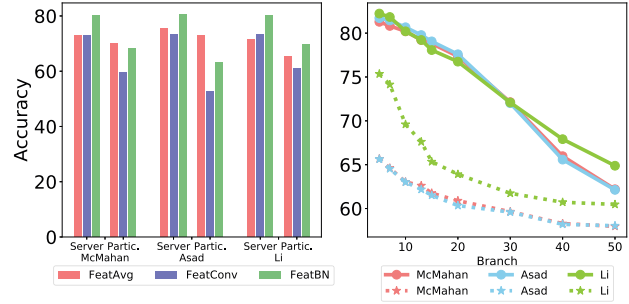 80
60
40
20
0
Accuracy
Server Partic. Server Partic. Server Partic.
McMahan Asad Li
FeatAvg FeatConv FeatBN
80
75
70
65
60
10 20 30 40 50
Branch
McMahan Asad Li
McMahan Asad Li